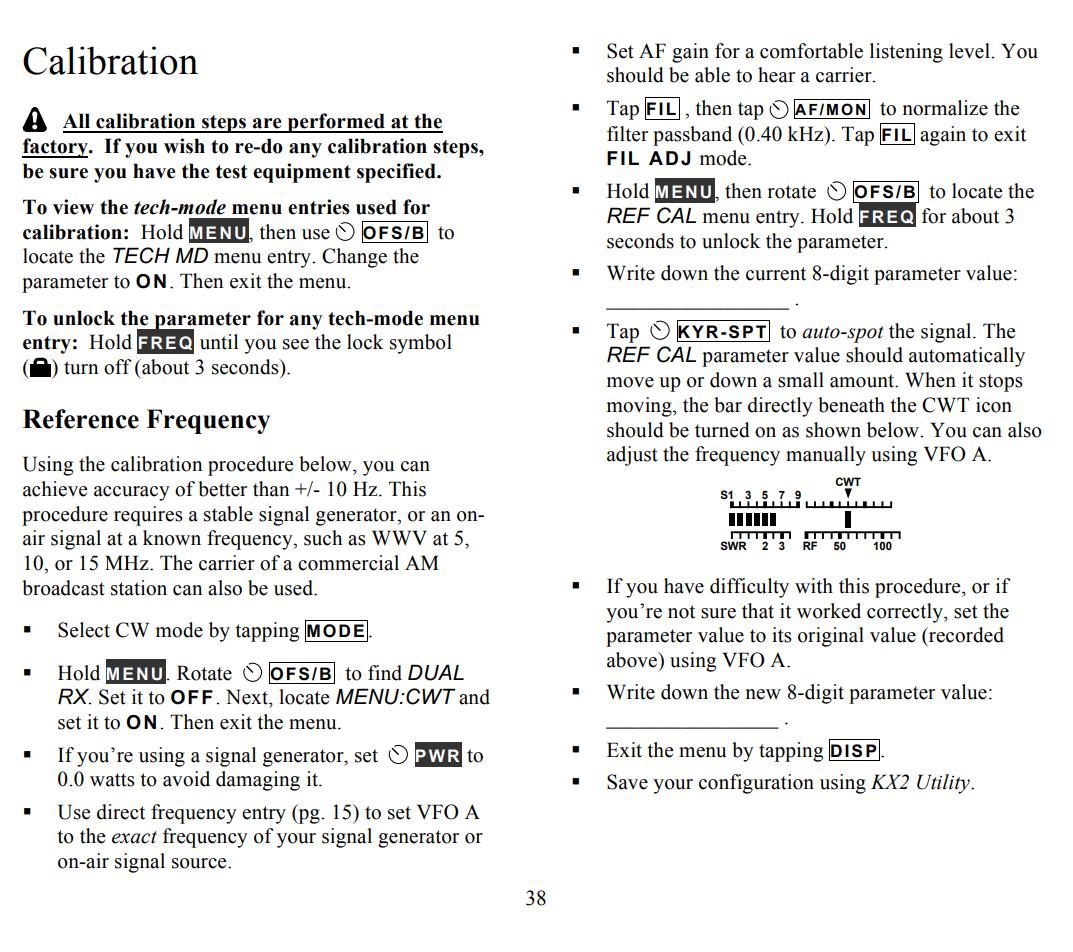 Calibration
All calibration steps are performed at the
factory. If you wish to re-do any calibration steps,
be sure you have the test equipment specified.
To view the tech-mode menu entries used for
calibration: Hold MENU, then use OFS/B to
locate the TECH MD menu entry. Change the
parameter to ON. Then exit the menu.
To unlock the parameter for any tech-mode menu
entry: Hold FREQ until you see the lock symbol
( ) turn off (about 3 seconds).
Reference Frequency
Using the calibration procedure below, you can
achieve accuracy of better than +/- 10 Hz. This
procedure requires a stable signal generator, or an on-
air signal at a known frequency, such as WWV at 5,
10, or 15 MHz. The carrier of a commercial AM
broadcast station can also be used.
▪ Select CW mode by tapping MODE.
▪ Hold MENU. Rotate OFS/B to find DUAL
RX. Set it to OFF. Next, locate MENU:CWT and
set it to ON. Then exit the menu.
▪ If you’re using a signal generator, set PWR to
0.0 watts to avoid damaging it.
▪ Use direct frequency entry (pg. 15) to set VFO A
to the exact frequency of your signal generator or
on-air signal source.
▪ Set AF gain for a comfortable listening level. You
should be able to hear a carrier.
▪ Tap FIL , then tap AF/MON to normalize the
filter passband (0.40 kHz). Tap FIL again to exit
FIL ADJ mode.
▪ Hold MENU, then rotate OFS/B to locate the
REF CAL menu entry. Hold FREQ for about 3
seconds to unlock the parameter.
▪ Write down the current 8-digit parameter value:
_________________ .
▪ Tap KYR-SPT to auto-spot the signal. The
REF CAL parameter value should automatically
move up or down a small amount. When it stops
moving, the bar directly beneath the CWT icon
should be turned on as shown below. You can also
adjust the frequency manually using VFO A.
CWT
S1 3 5 7 9
SWR 2 3 RF 50 100
▪ If you have difficulty with this procedure, or if
you’re not sure that it worked correctly, set the
parameter value to its original value (recorded
above) using VFO A.
▪ Write down the new 8-digit parameter value:
________________ .
▪ Exit the menu by tapping DISP.
▪ Save your configuration using KX2 Utility.
38